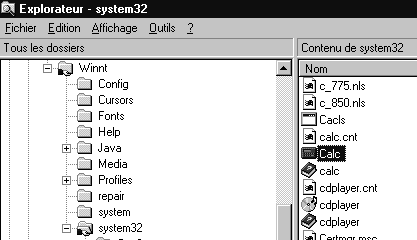 Explorateur - system32
Fichier Edition Affichage Outils ?
Tous les dossiers
Contenu de system32
Winnt
Config
Cursors
Fonts
Help
Java
Media
Profiles
repair
system
system32
Nom
c_775.nls
c_850.nls
Cacls
calc.cnt
Calc
calc
cdplayer.cnt
cdplayer
cdplayer
Certmgr.msc